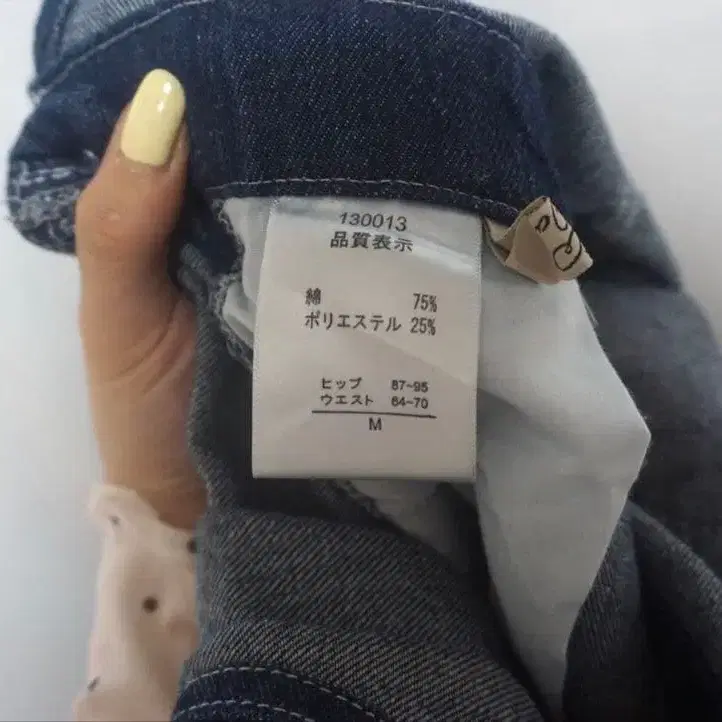 130013
品質表示
綿 75%
ポリエステル 25%
ヒップ 87-95
ウエスト 64-70
M